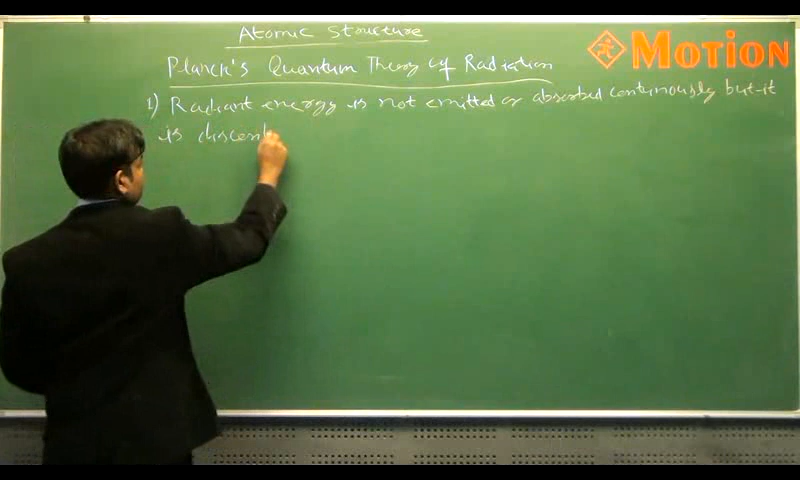 Atomic Structure
MOTION
Planck's Quantum Theory of Radiation
1) Radiant energy is not emitted or absorbed continuously but it
is discont